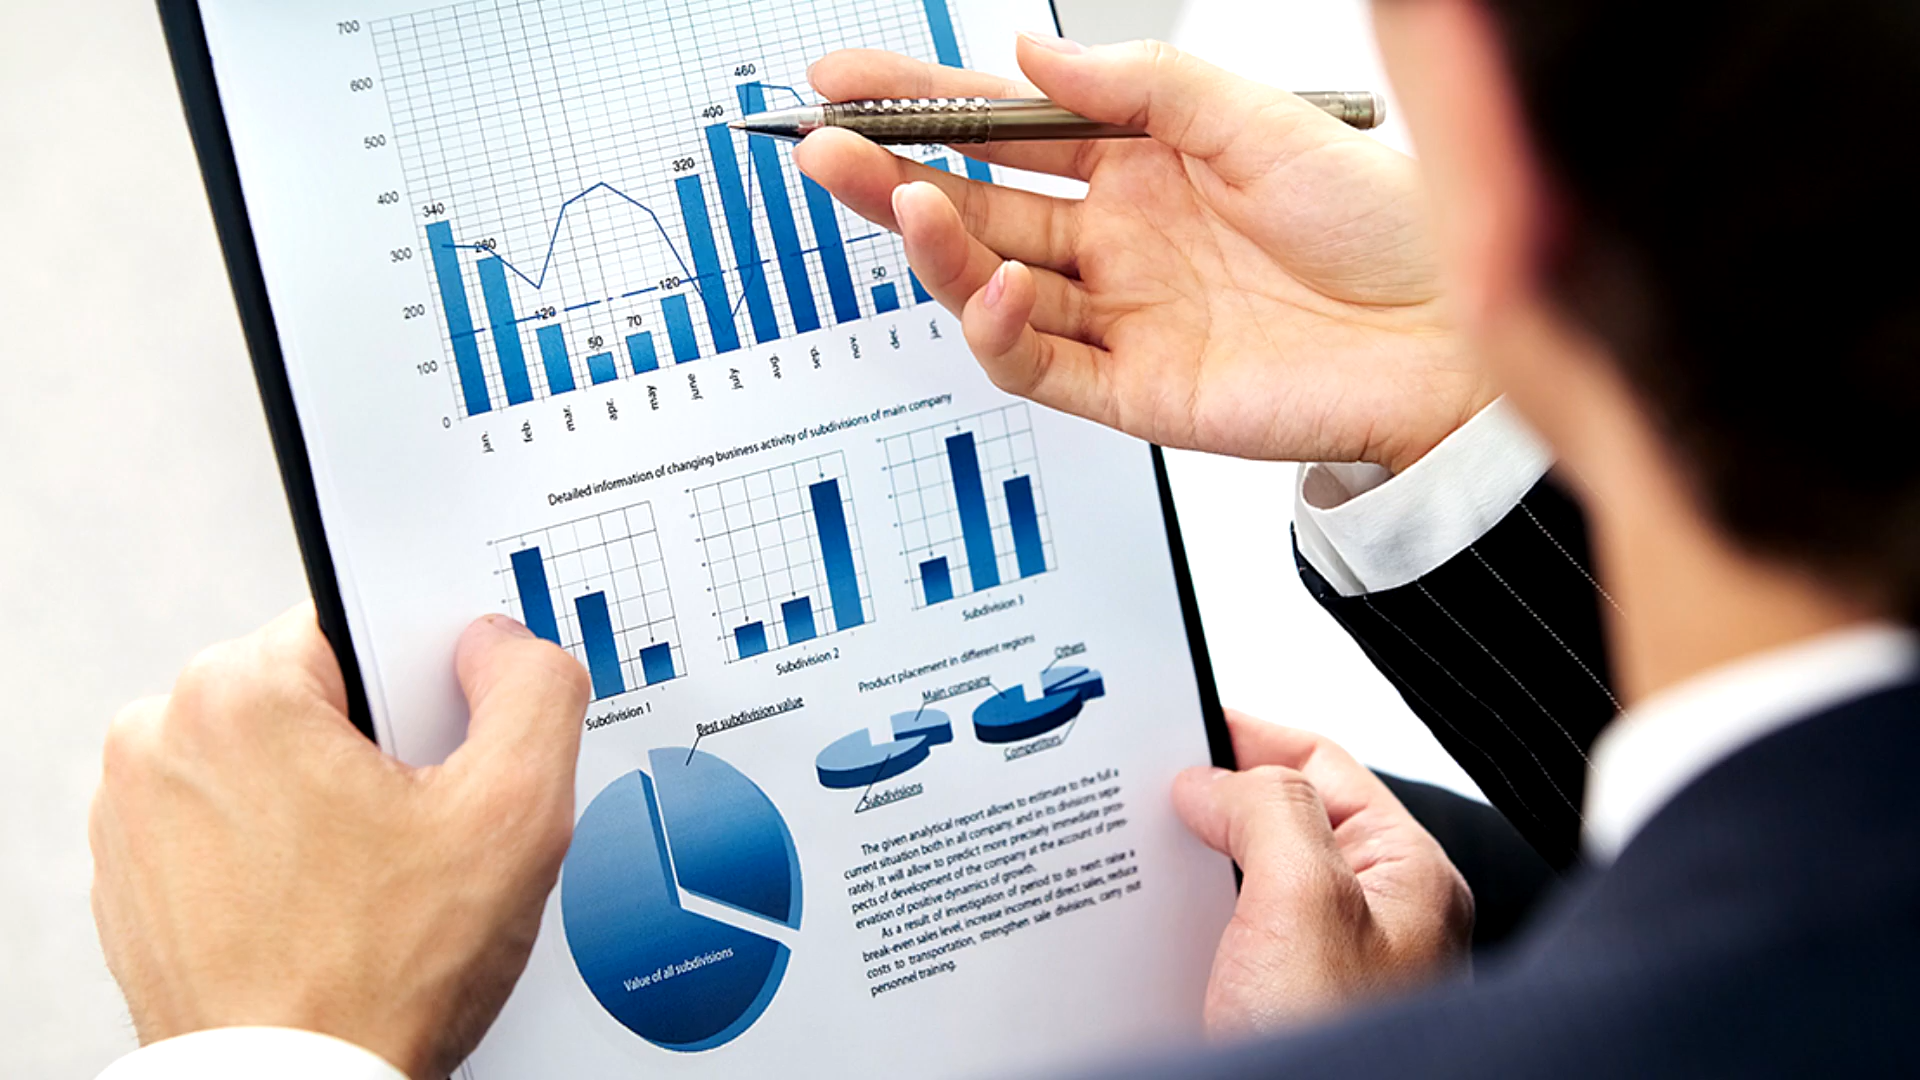 700
600
500
400
300
200
100
0
340
260
120
50
70
120
320
400
460
50
jan.
feb.
mar.
apr.
may
june
july
aug.
sep.
nov.
dec.
jan.
Detailed information of changing business activity of subdivisions of main company
Subdivision 1
Subdivision 2
Subdivision 3
Product placement in different regions
Others
Main company
Competitors
Subdivisions
Best subdivision value
Value of all subdivisions
The given analytical report allows to estimate to the full a
current situation both in all company, and in its divisions sepa-
rately. It will allow to predict more precisely immediate pros-
pects of development of the company at the account of pres-
ervation of positive dynamics of growth.
As a result of investigation of period to do next: raise a
break-even sales level, increase incomes of direct sales, reduce
costs to transportation, strengthen sale divisions, carry out
personnel training.